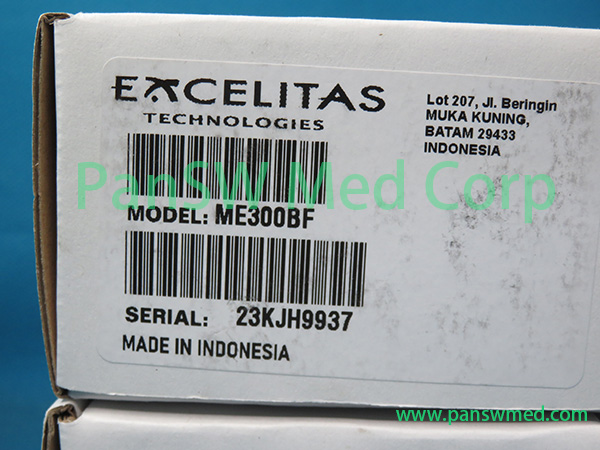 EXCELITAS
TECHNOLOGIES
Lot 207, Jl. Beringin
MUKA KUNING,
BATAM 29433
INDONESIA
PanSW Med Corp
MODEL: ME300BF
SERIAL: 23KJH9937
MADE IN INDONESIA
www.panswmed.com